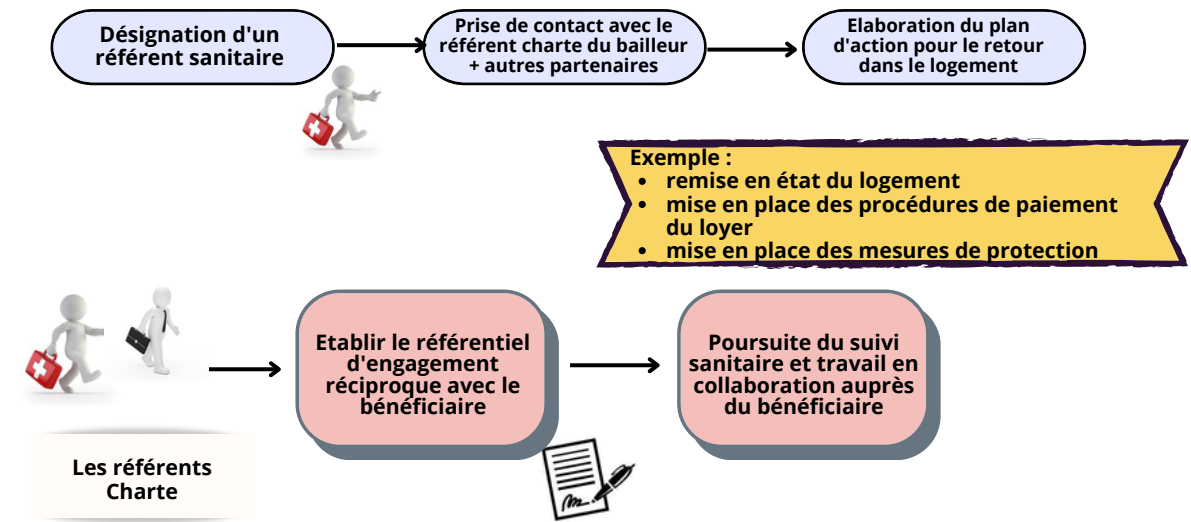 Désignation d'un
référent sanitaire
Prise de contact avec le
référent charte du bailleur
+ autres partenaires
Elaboration du plan
d'action pour le retour
dans le logement
Exemple :
• remise en état du logement
• mise en place des procédures de paiement
du loyer
• mise en place des mesures de protection
Etablir le référentiel
d'engagement
réciproque avec le
bénéficiaire
Poursuite du suivi
sanitaire et travail en
collaboration auprès
du bénéficiaire
Les référents
Charte